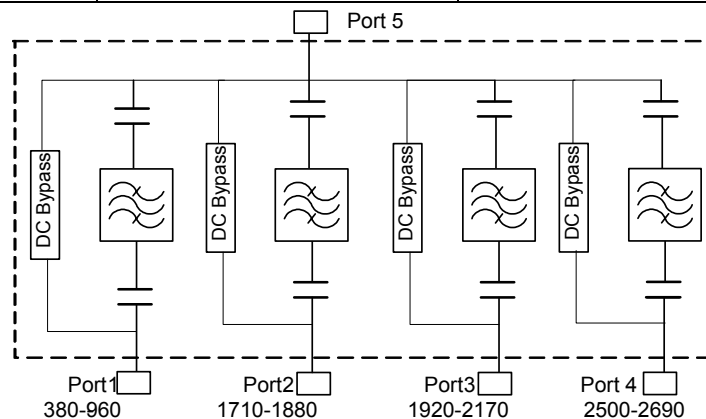 Port 5
DC Bypass
DC Bypass
DC Bypass
DC Bypass
Port1
Port2
Port3
Port 4
380-960
1710-1880
1920-2170
2500-2690